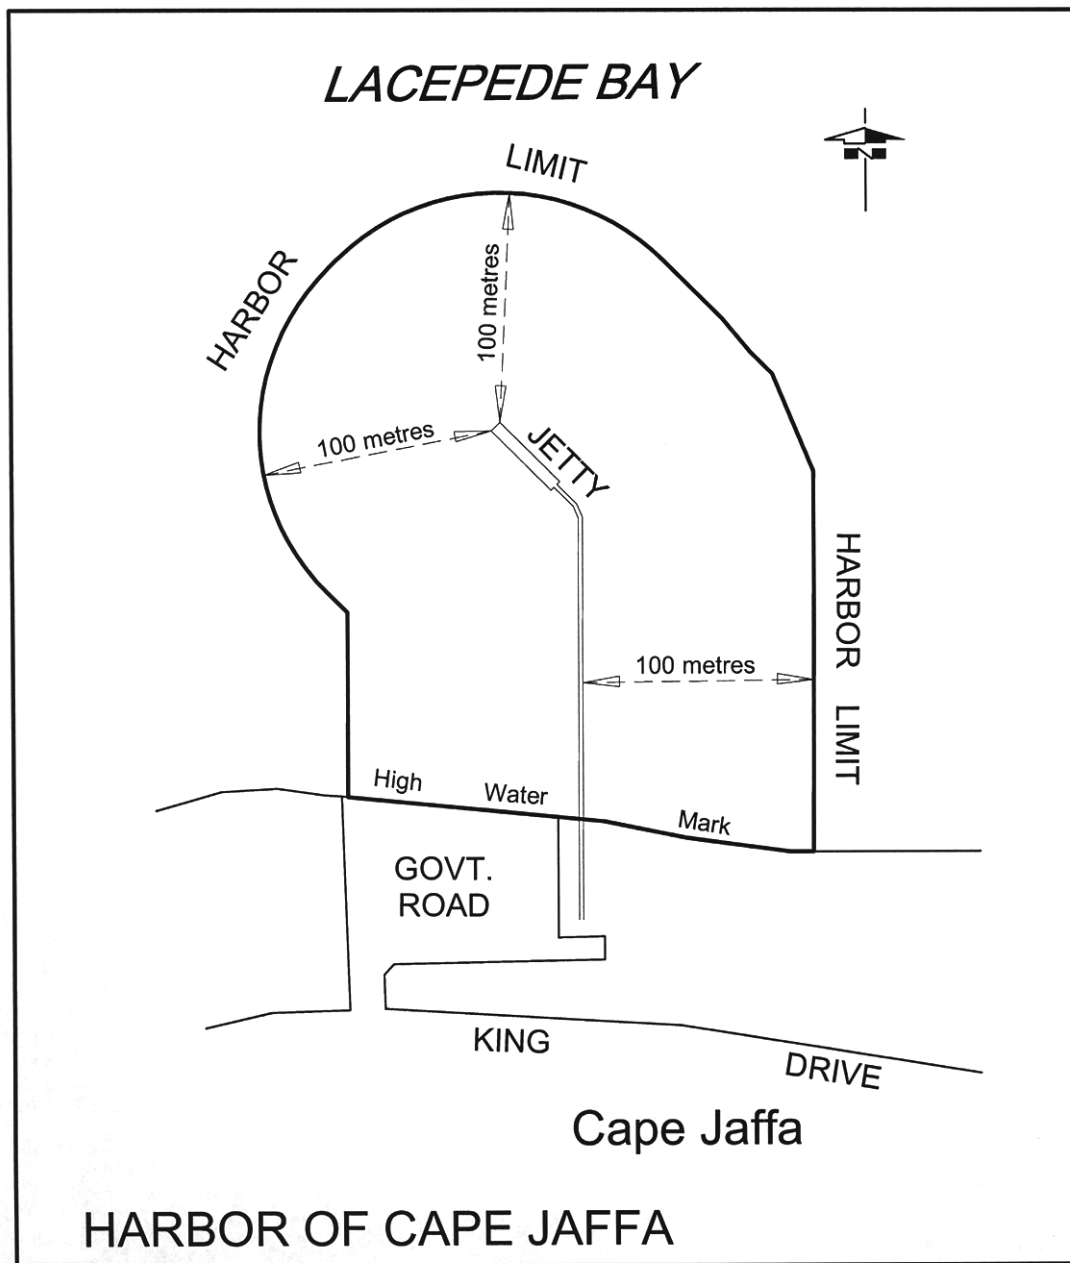 LACEPEDE BAY
N
LIMIT
HARBOR
100 metres
100 metres
JETTY
HARBOR LIMIT
100 metres
High Water Mark
GOVT.
ROAD
KING DRIVE
Cape Jaffa
HARBOR OF CAPE JAFFA